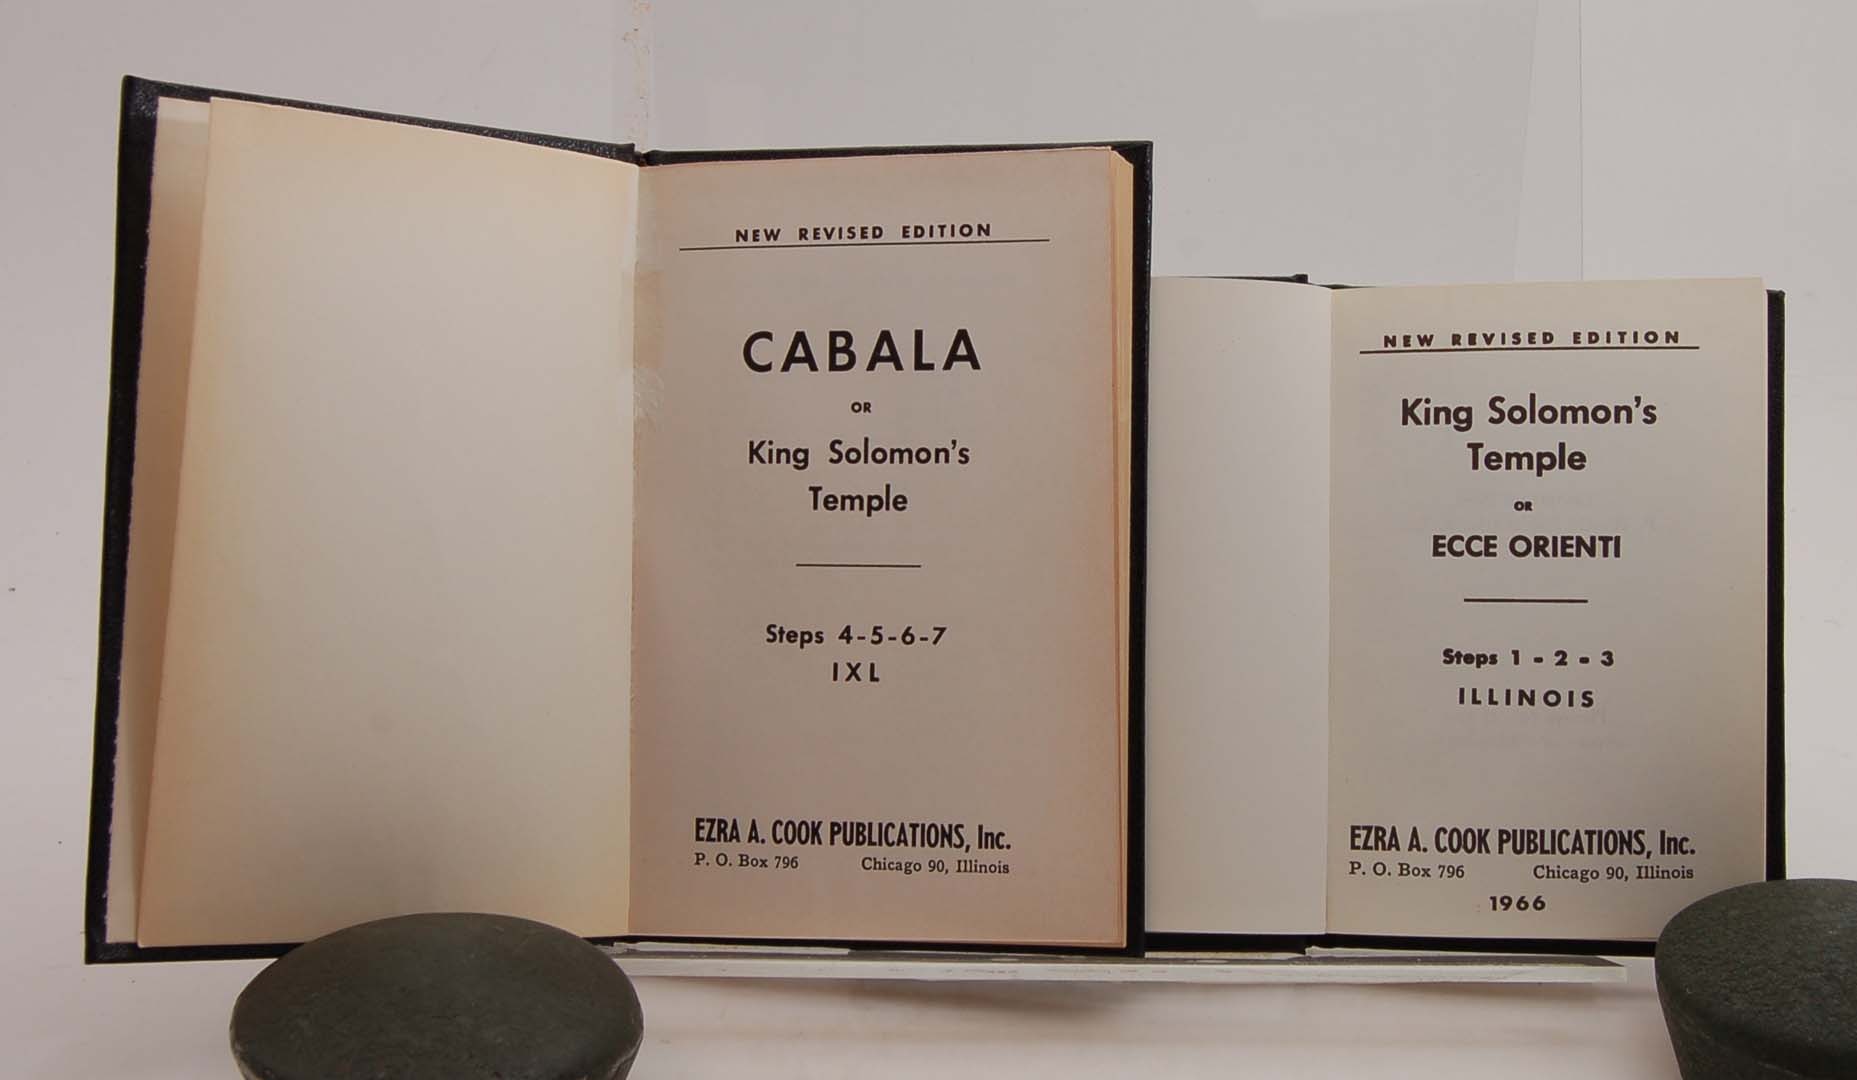 NEW REVISED EDITION
CABALA
OR
King Solomon's
Temple
Steps 4-5-6-7
IXL
EZRA A. COOK PUBLICATIONS, Inc.
P. O. Box 796 Chicago 90, Illinois
NEW REVISED EDITION
King Solomon's
Temple
OR
ECCE ORIENTI
Steps 1 - 2 - 3
ILLINOIS
EZRA A. COOK PUBLICATIONS, Inc.
P. O. Box 796 Chicago 90, Illinois
1966